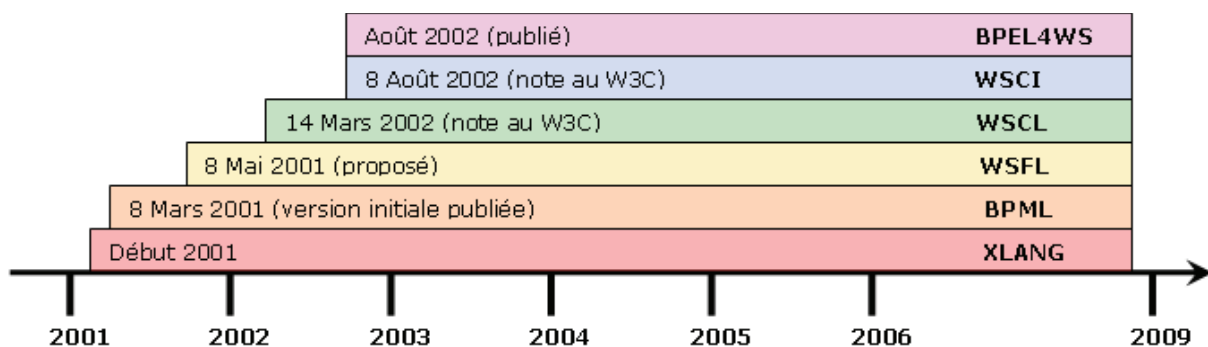 Août 2002 (publié) BPEL4WS
8 Août 2002 (note au W3C) WSCI
14 Mars 2002 (note au W3C) WSCL
8 Mai 2001 (proposé) WSFL
8 Mars 2001 (version initiale publiée) BPML
Début 2001 XLANG
2001 2002 2003 2004 2005 2006 2009